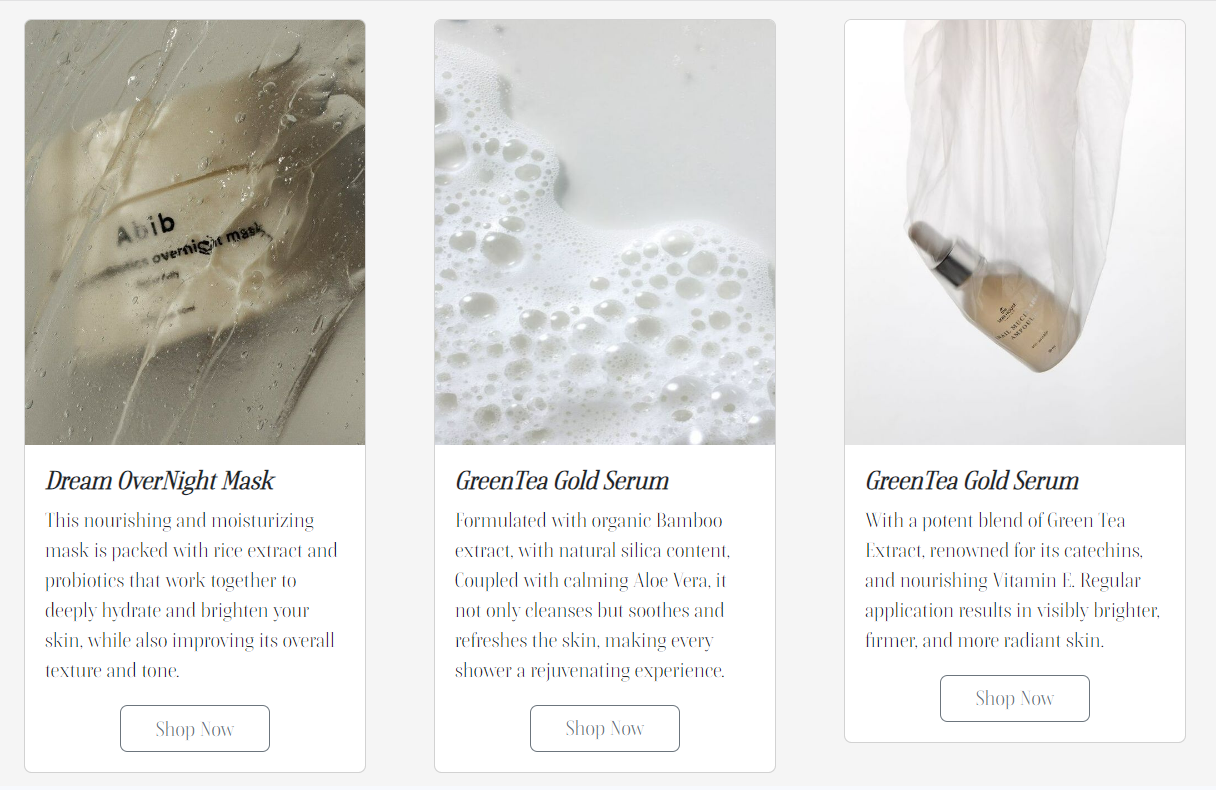 Abib
overnight mask
Dream OverNight Mask
This nourishing and moisturizing
mask is packed with rice extract and
probiotics that work together to
deeply hydrate and brighten your
skin, while also improving its overall
texture and tone.
Shop Now
GreenTea Gold Serum
Formulated with organic Bamboo
extract, with natural silica content,
Coupled with calming Aloe Vera, it
not only cleanses but soothes and
refreshes the skin, making every
shower a rejuvenating experience.
Shop Now
GreenTea Gold Serum
With a potent blend of Green Tea
Extract, renowned for its catechins,
and nourishing Vitamin E. Regular
application results in visibly brighter,
firmer, and more radiant skin.
Shop Now